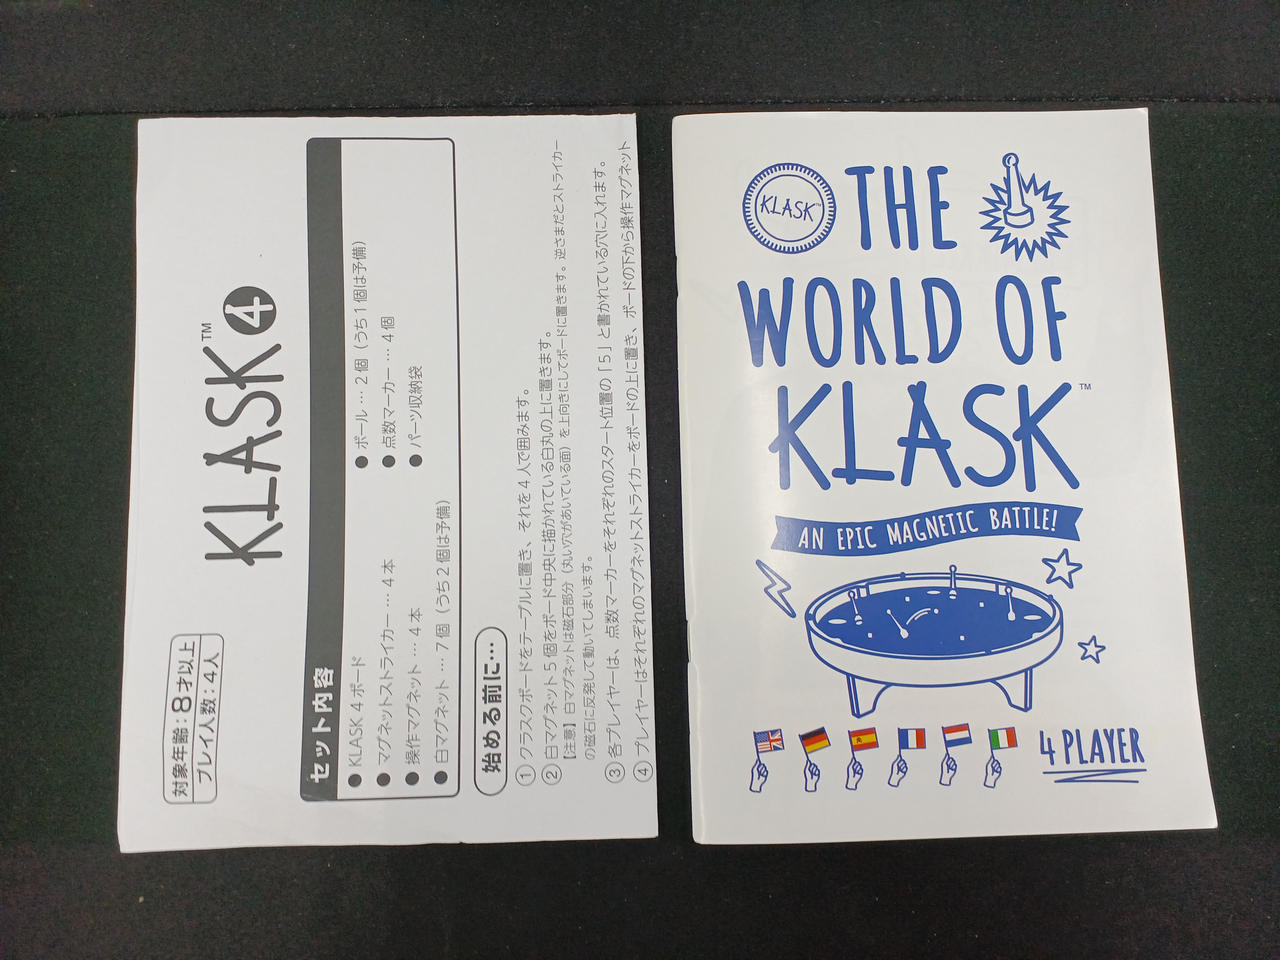 対象年齢:8才以上
プレイ人数:4人
KLASK™ 4
セット内容
● KLASK 4 ボード
● マグネットストライカー … 4 本
● 操作マグネット … 4 本
● 白マグネット … 7 個(うち2個は予備)
● ボール … 2 個(うち1個は予備)
● 点数マーカー … 4 個
● パーツ収納袋
始める前に…
① クラスクボードをテーブルに置き、それを4人で囲みます。
② 白マグネット5個をボード中央に描かれている白丸の上に置きます。
【注意】白マグネットは磁石部分(丸い穴があいている面)を上向きにしてボードに置きます。逆さまだとストライカー
の磁石に反発して動いてしまいます。
③ 各プレイヤーは、点数マーカーをそれぞれのスタート位置の「5」と書かれている穴に入れます。
④ プレイヤーはそれぞれのマグネットストライカーをボードの上に置き、ボードの下から操作マグネット
KLASK™
THE
WORLD OF
KLASK™
AN EPIC MAGNETIC BATTLE!
4 PLAYER